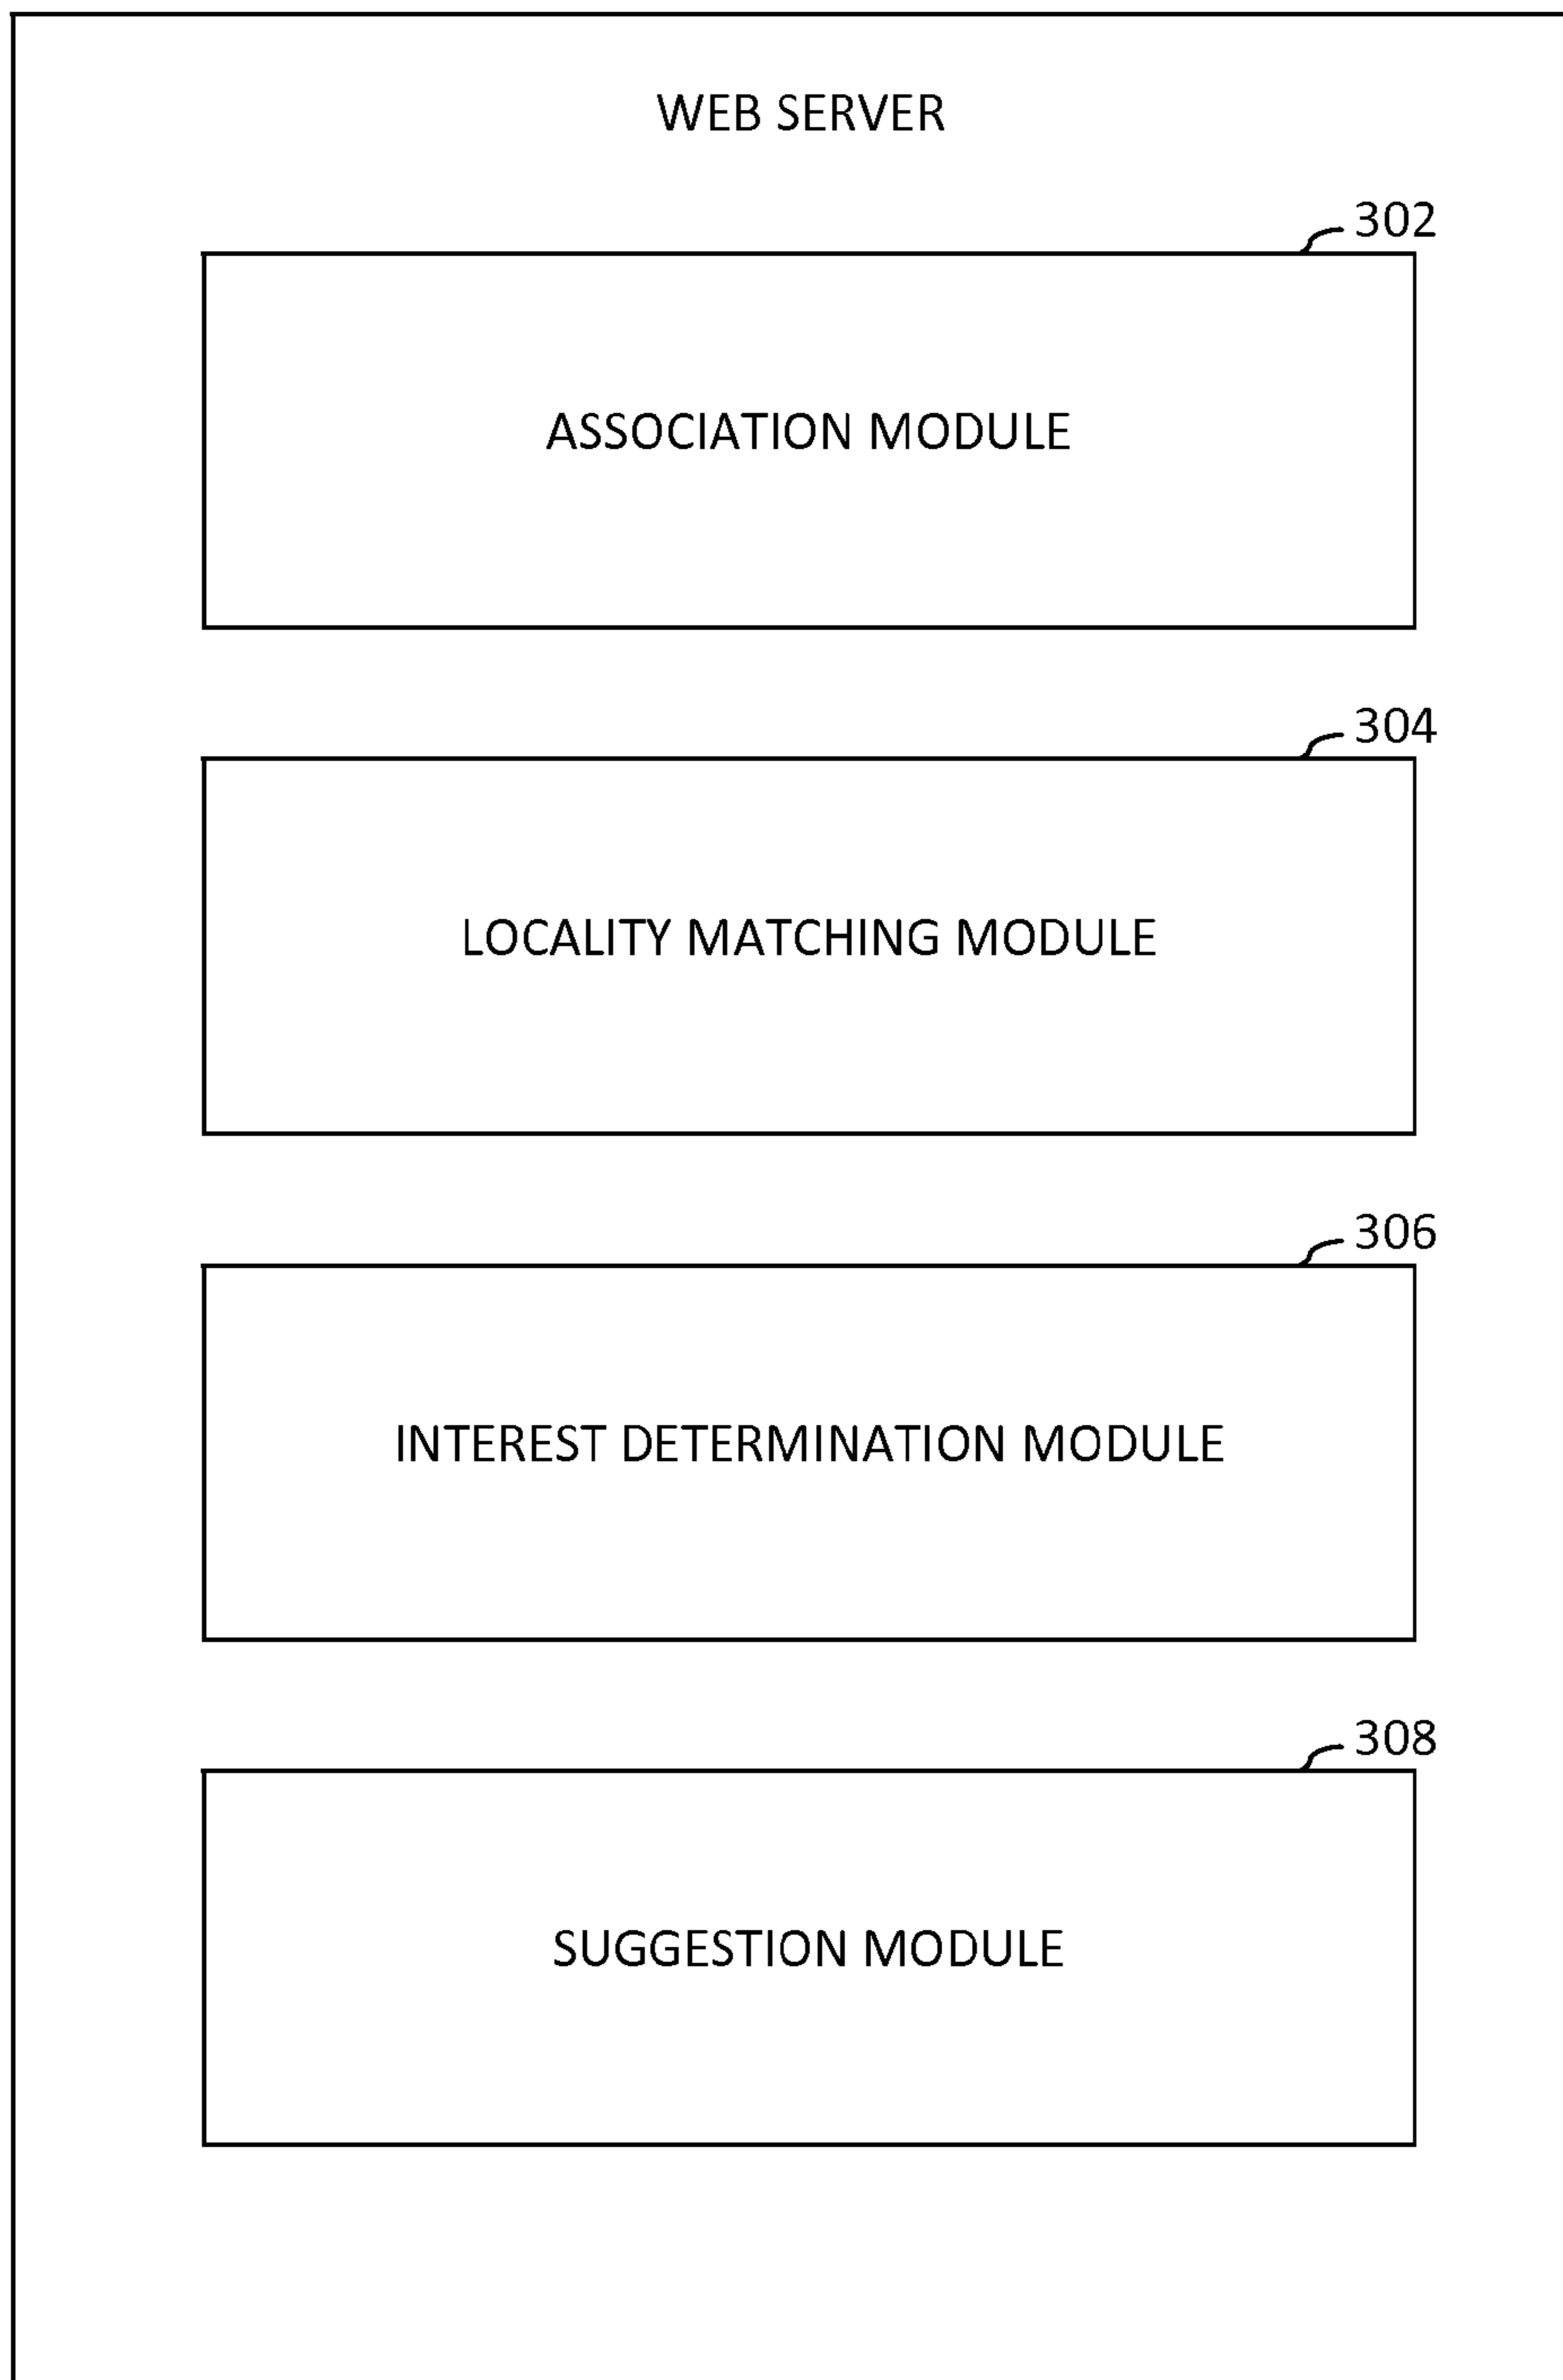 WEB SERVER
302
ASSOCIATION MODULE
304
LOCALITY MATCHING MODULE
306
INTEREST DETERMINATION MODULE
308
SUGGESTION MODULE